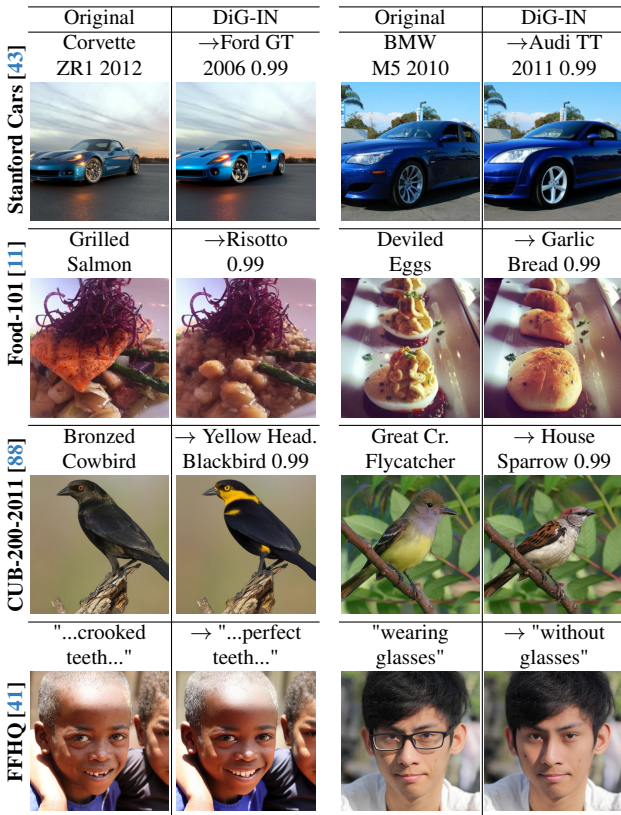 Original DiG-IN Original DiG-IN
Stanford Cars [43]
Corvette →Ford GT BMW →Audi TT
ZR1 2012 2006 0.99 M5 2010 2011 0.99
Food-101 [11]
Grilled →Risotto Deviled → Garlic
Salmon 0.99 Eggs Bread 0.99
CUB-200-2011 [88]
Bronzed → Yellow Head. Great Cr. → House
Cowbird Blackbird 0.99 Flycatcher Sparrow 0.99
FFHQ [41]
"...crooked → "...perfect "wearing → "without
teeth..." teeth..." glasses" glasses"